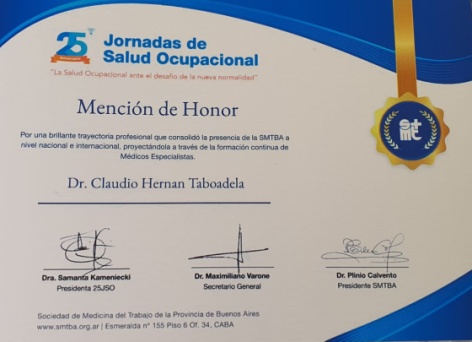 25°
Aniversario
Jornadas de
Salud Ocupacional
"La Salud Ocupacional ante el desafío de la nueva normalidad"
Mención de Honor
Por una brillante trayectoria profesional que consolidó la presencia de la SMTBA a
nivel nacional e internacional, proyectándola a través de la formación continua de
Médicos Especialistas.
Dr. Claudio Hernan Taboadela
Dra. Samanta Kameniecki
Presidenta 25JSO
Dr. Maximiliano Varone
Secretario General
Dr. Plinio Calvento
Presidente SMTBA
Sociedad de Medicina del Trabajo de la Provincia de Buenos Aires
www.smtba.org.ar | Esmeralda n° 155 Piso 6 Of. 34, CABA